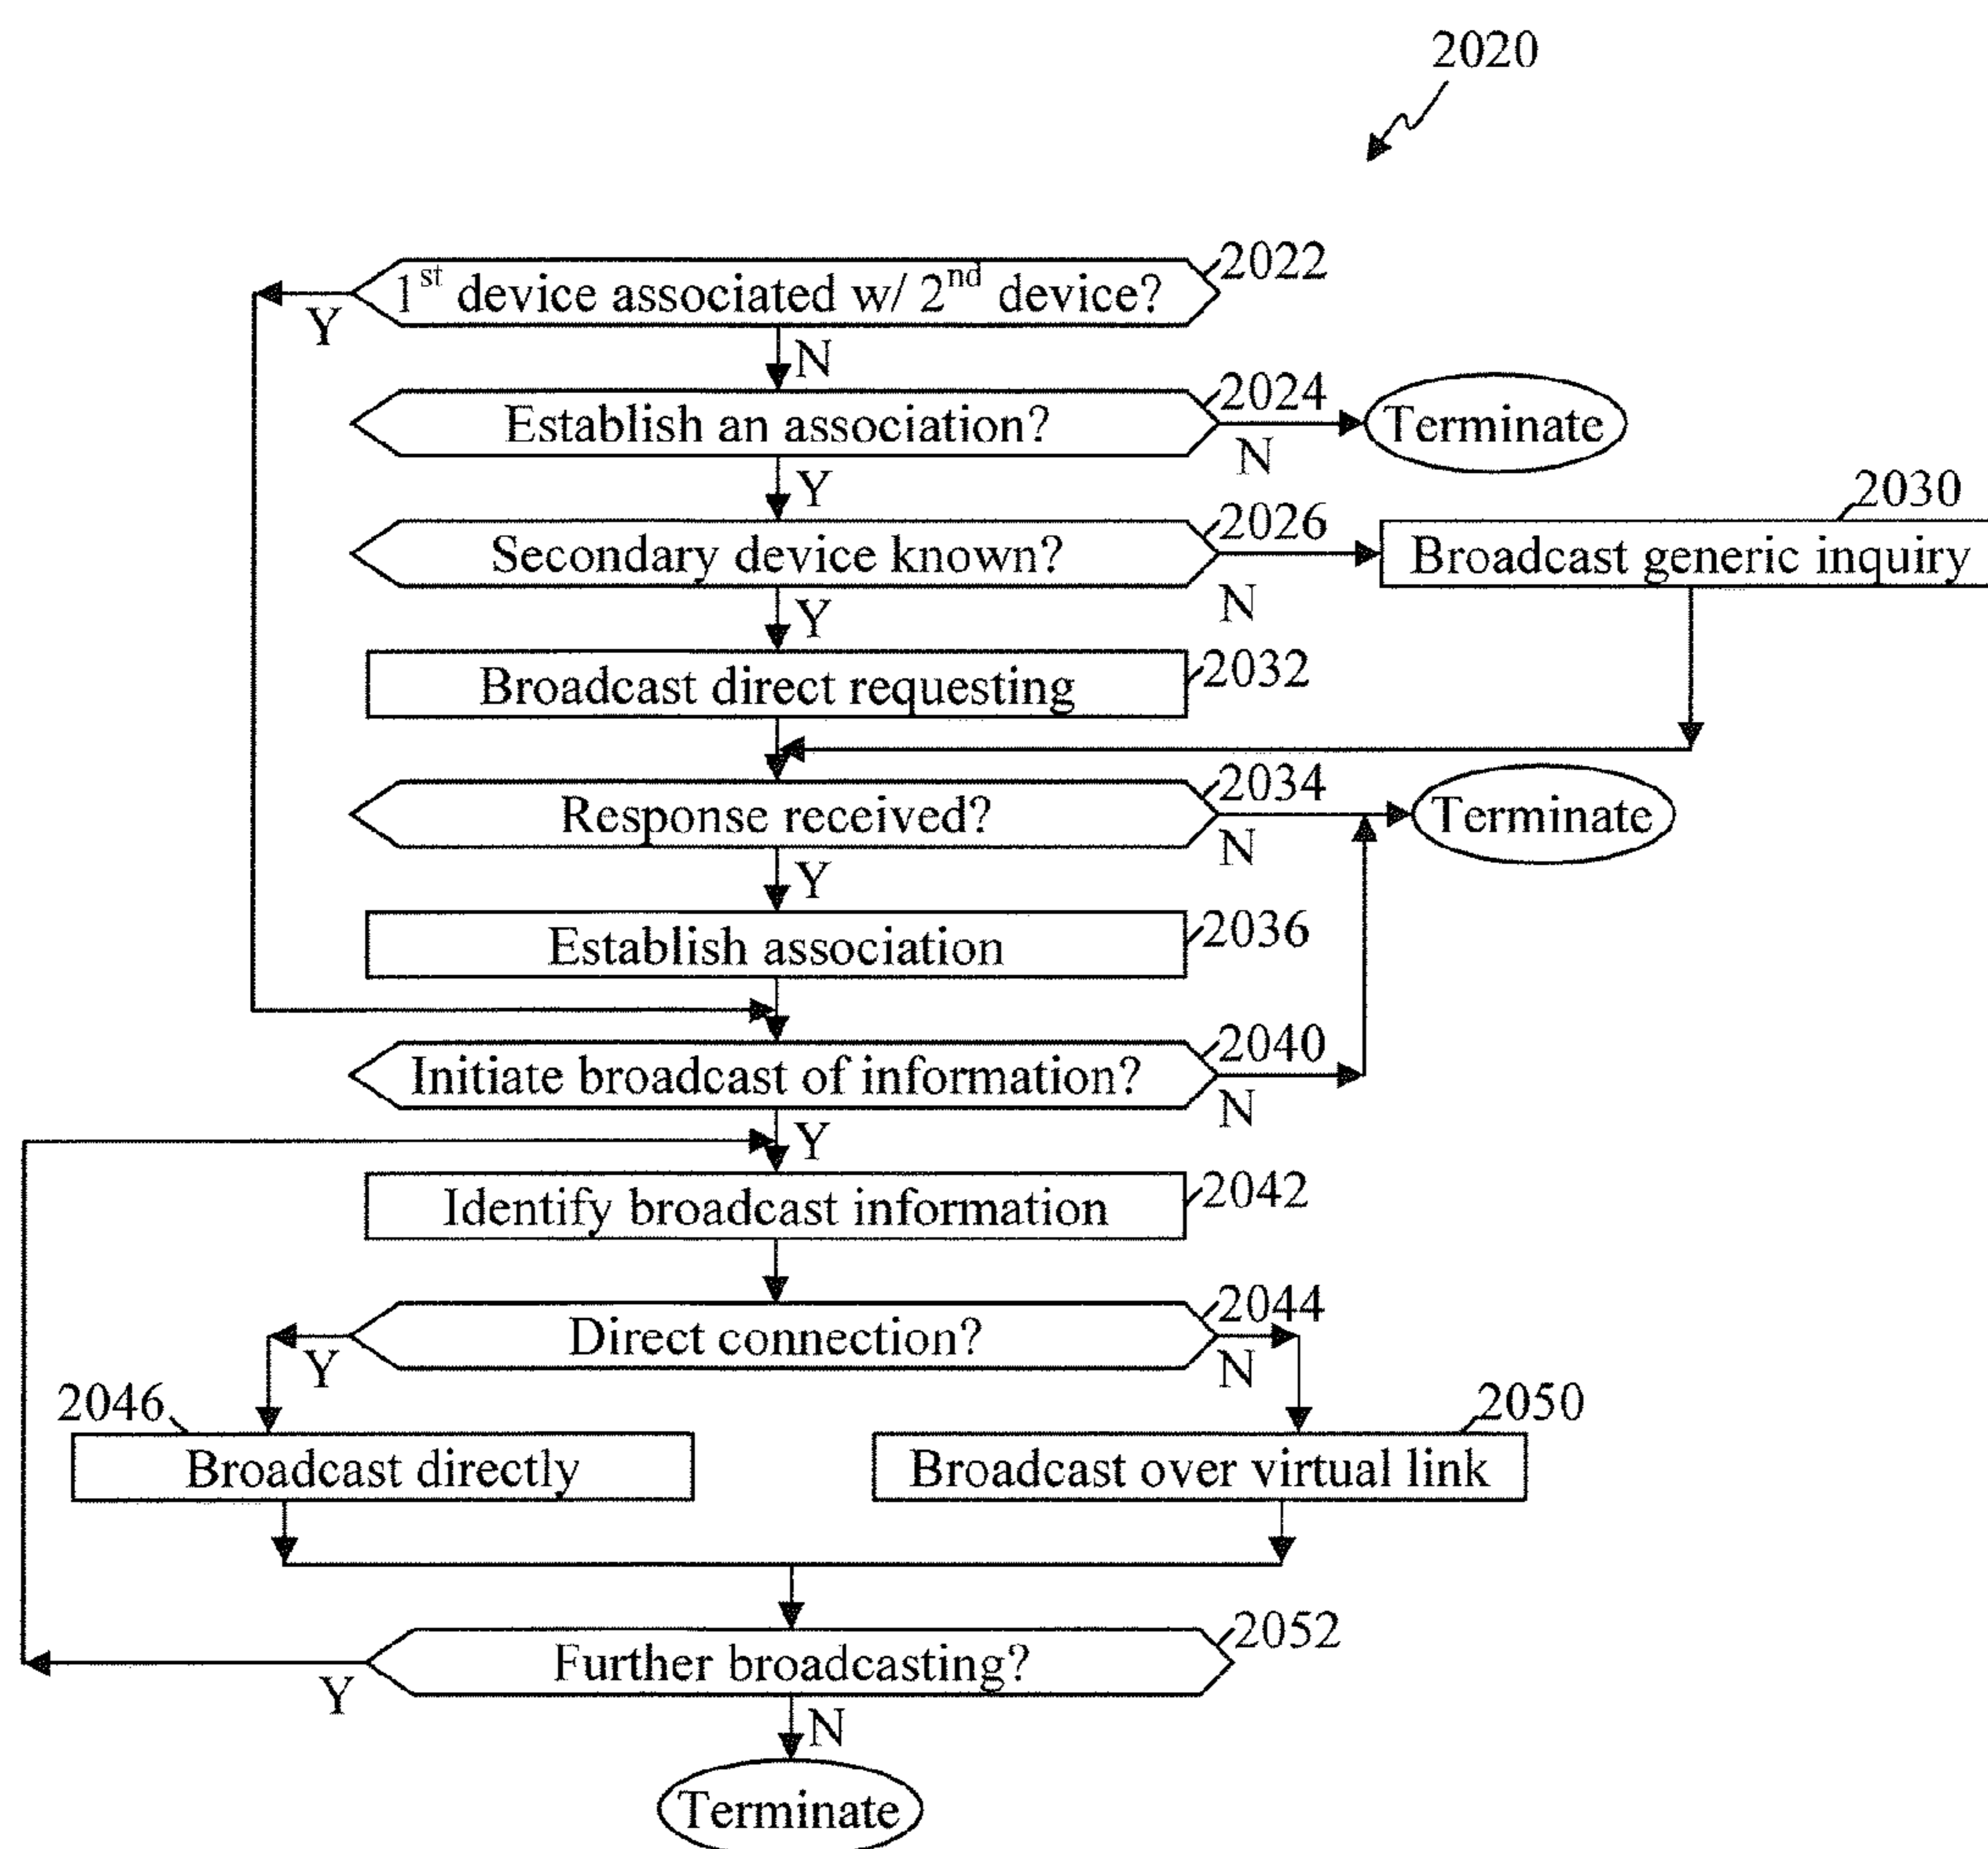 2020
1st device associated w/ 2nd device?
2022
Y
N
Establish an association?
2024
Terminate
N
Y
Secondary device known?
2026
2030
Broadcast generic inquiry
N
Y
Broadcast direct requesting
2032
Response received?
2034
Terminate
N
Y
Establish association
2036
Initiate broadcast of information?
2040
N
Y
Identify broadcast information
2042
Direct connection?
2044
Y
N
2046
2050
Broadcast directly
Broadcast over virtual link
Further broadcasting?
2052
Y
N
Terminate